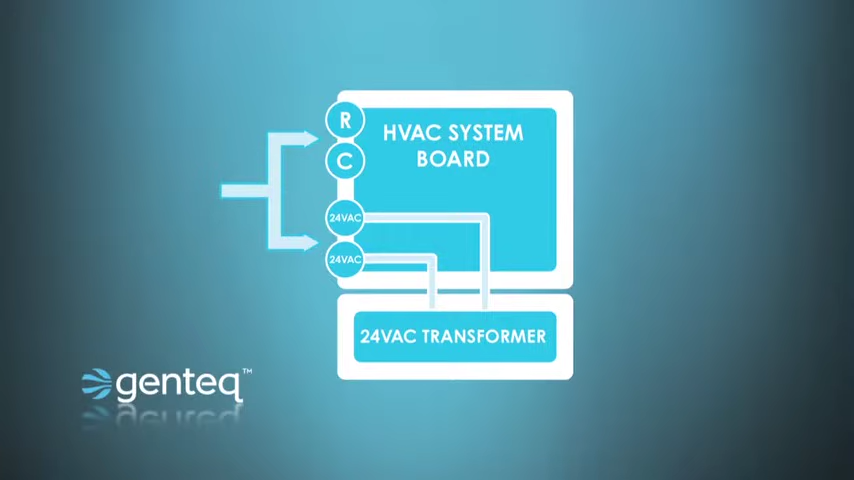 R
HVAC SYSTEM
BOARD
C
24VAC
24VAC
24VAC TRANSFORMER
genteq™